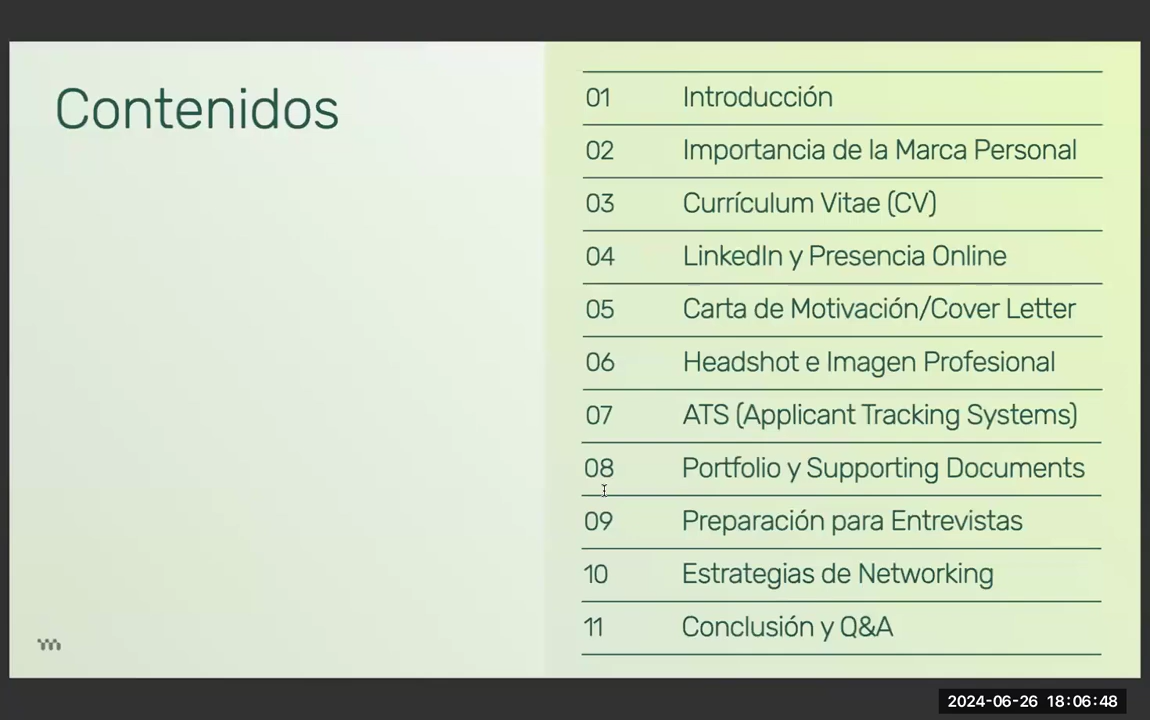 Contenidos
01 Introducción
02 Importancia de la Marca Personal
03 Currículum Vitae (CV)
04 LinkedIn y Presencia Online
05 Carta de Motivación/Cover Letter
06 Headshot e Imagen Profesional
07 ATS (Applicant Tracking Systems)
08 Portfolio y Supporting Documents
09 Preparación para Entrevistas
10 Estrategias de Networking
11 Conclusión y Q&A
2024-06-26 18:06:48